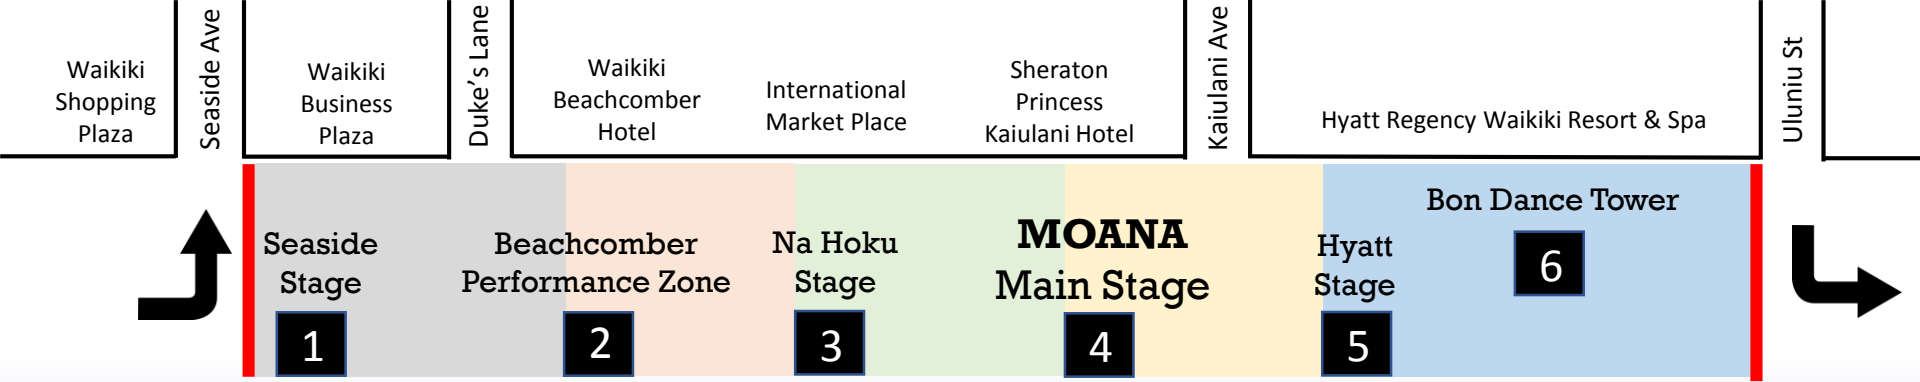 Waikiki
Shopping
Plaza
Seaside Ave
Waikiki
Business
Plaza
Duke's Lane
Waikiki
Beachcomber
Hotel
International
Market Place
Sheraton
Princess
Kaiulani Hotel
Kaiulani Ave
Hyatt Regency Waikiki Resort & Spa
Uluniu St
Seaside
Stage
1
Beachcomber
Performance Zone
2
Na Hoku
Stage
3
MOANA
Main Stage
4
Hyatt
Stage
5
Bon Dance Tower
6